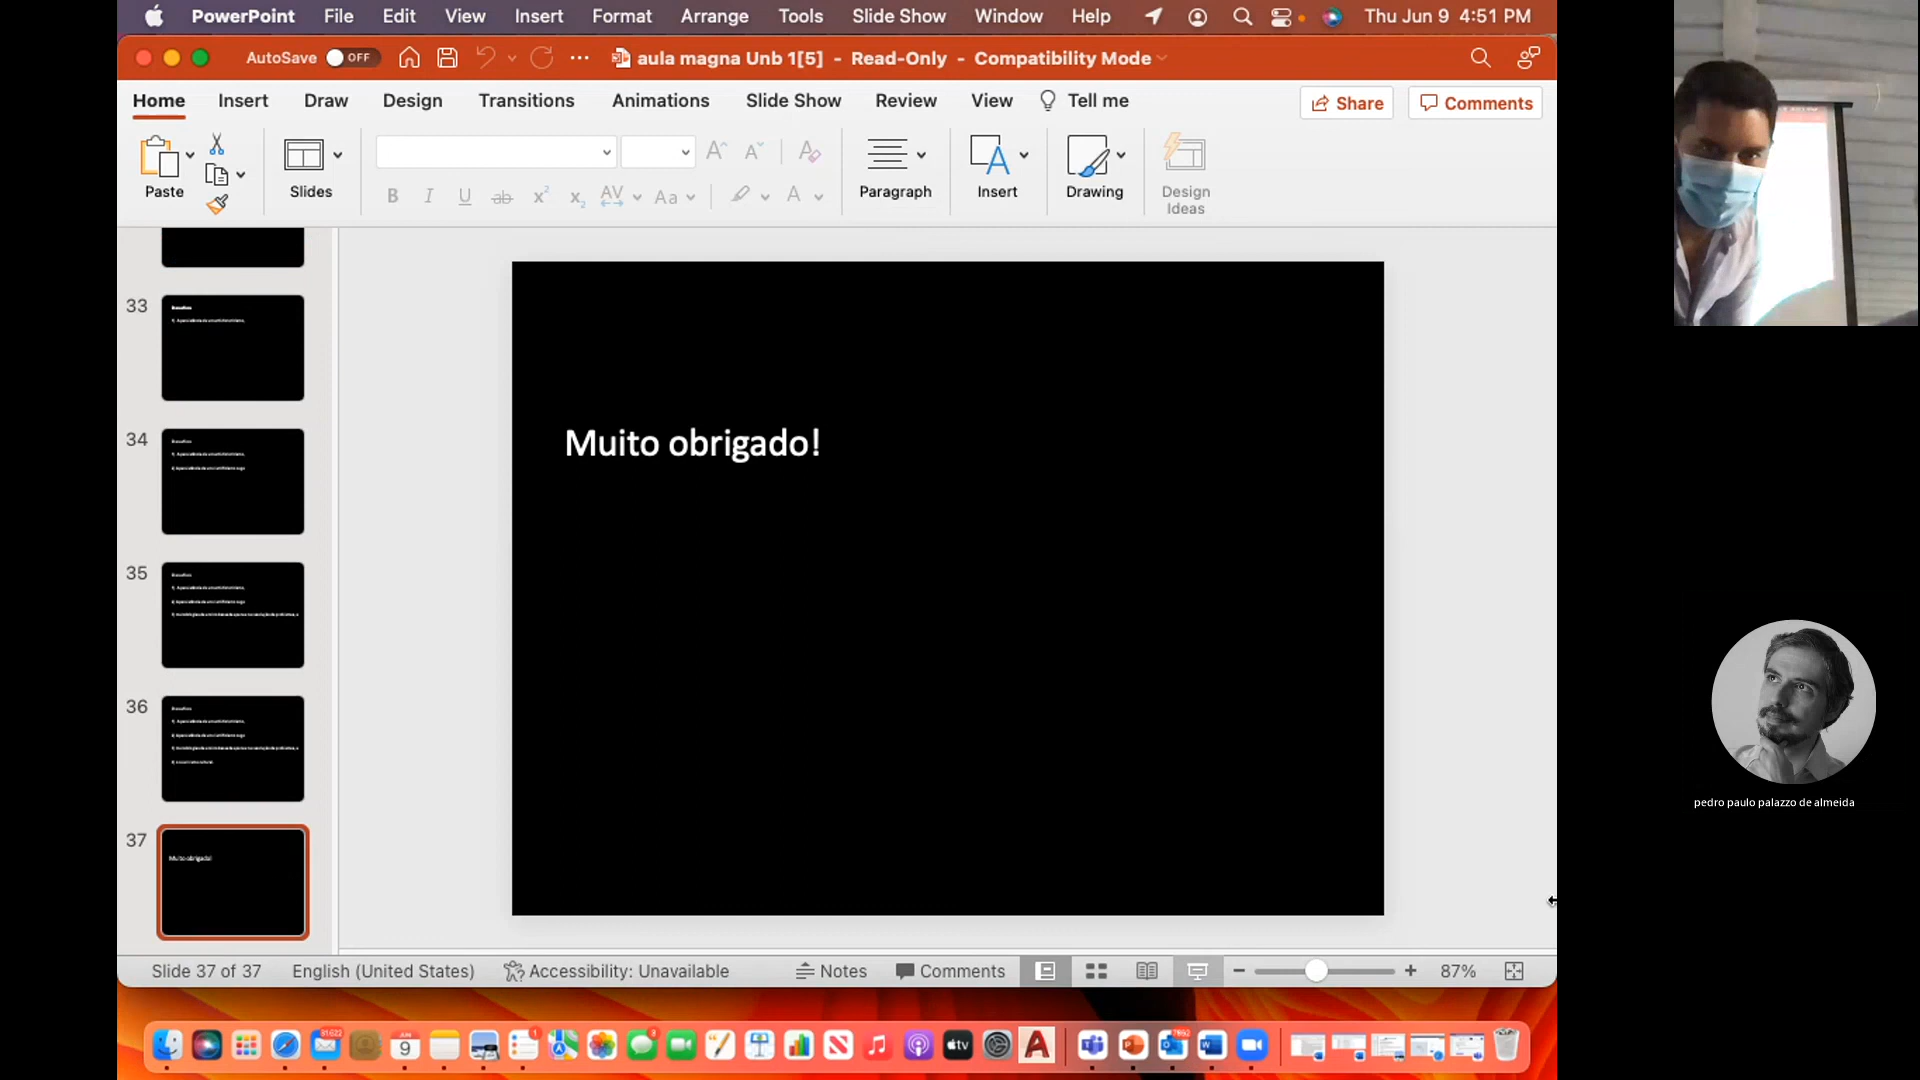 PowerPoint File Edit View Insert Format Arrange Tools Slide Show Window Help Thu Jun 9 4:51 PM
AutoSave OFF aula magna Unb 1[5] - Read-Only - Compatibility Mode
Home Insert Draw Design Transitions Animations Slide Show Review View Tell me Share Comments
Paste Slides Paragraph Insert Drawing Design Ideas
33
34
35
36
37
Muito obrigado!
Muito obrigado!
pedro paulo palazzo de almeida
Slide 37 of 37 English (United States) Accessibility: Unavailable Notes Comments 87%